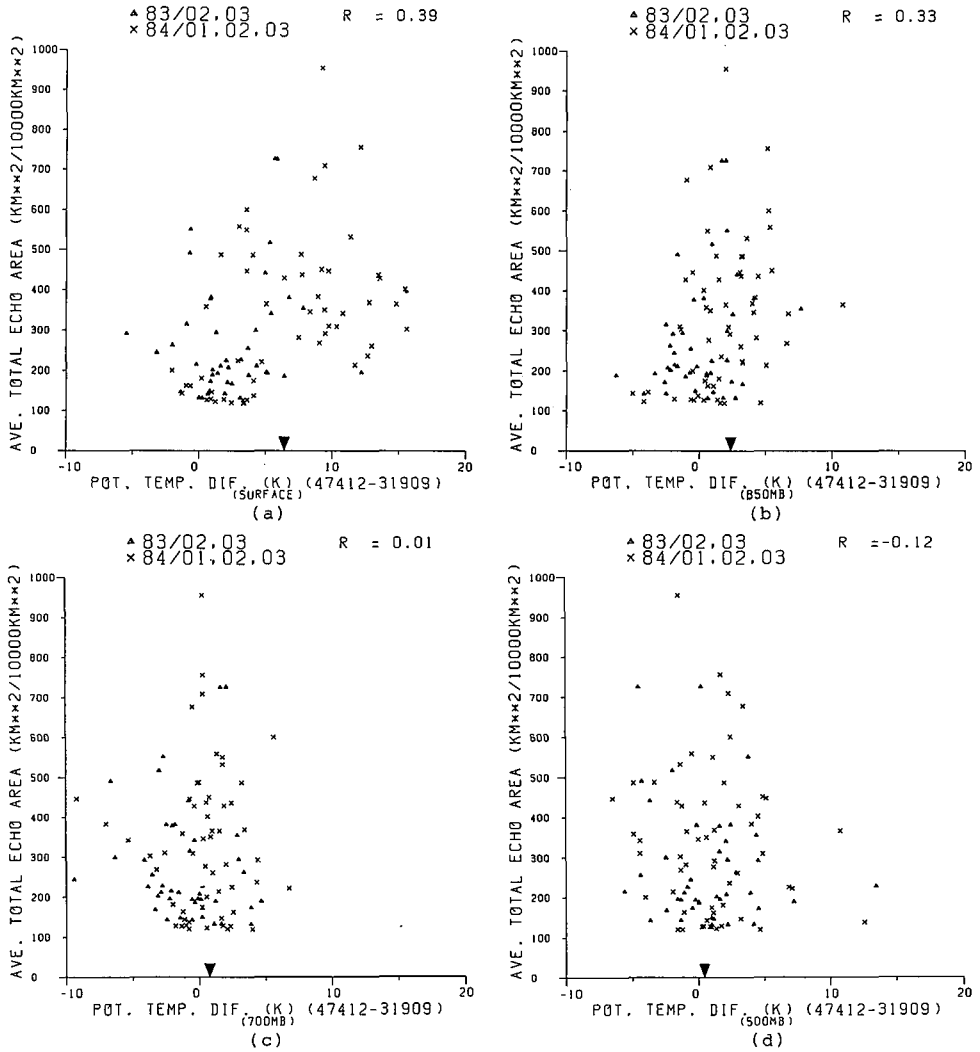 ▲ 83/02,03 R = 0.39
× 84/01,02,03
AVE. TOTAL ECHO AREA (KM**2/10000KM**2)
1000
900
800
700
600
500
400
300
200
100
0
-10 0 10 20
POT. TEMP. DIF. (K) (47412-31909)
(SURFACE)
(a)
▲ 83/02,03 R = 0.33
× 84/01,02,03
AVE. TOTAL ECHO AREA (KM**2/10000KM**2)
1000
900
800
700
600
500
400
300
200
100
0
-10 0 10 20
POT. TEMP. DIF. (K) (47412-31909)
(850MB)
(b)
▲ 83/02,03 R = 0.01
× 84/01,02,03
AVE. TOTAL ECHO AREA (KM**2/10000KM**2)
1000
900
800
700
600
500
400
300
200
100
0
-10 0 10 20
POT. TEMP. DIF. (K) (47412-31909)
(700MB)
(c)
▲ 83/02,03 R =-0.12
× 84/01,02,03
AVE. TOTAL ECHO AREA (KM**2/10000KM**2)
1000
900
800
700
600
500
400
300
200
100
0
-10 0 10 20
POT. TEMP. DIF. (K) (47412-31909)
(500MB)
(d)